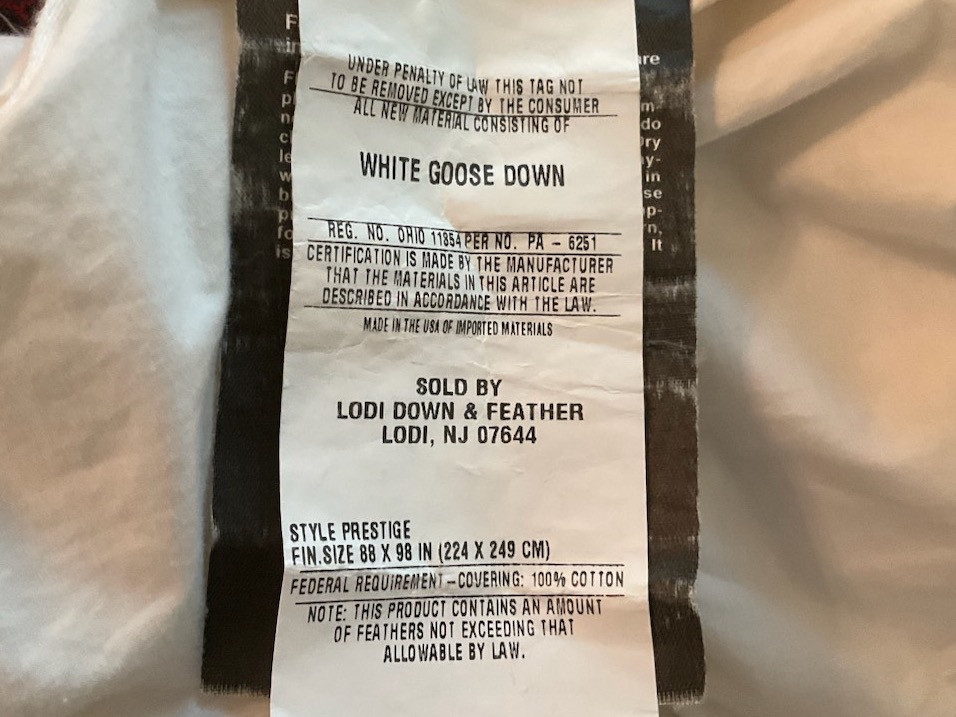 UNDER PENALTY OF LAW THIS TAG NOT
TO BE REMOVED EXCEPT BY THE CONSUMER
ALL NEW MATERIAL CONSISTING OF
WHITE GOOSE DOWN
REG. NO. OHIO 11854 PER NO. PA - 6251
CERTIFICATION IS MADE BY THE MANUFACTURER
THAT THE MATERIALS IN THIS ARTICLE ARE
DESCRIBED IN ACCORDANCE WITH THE LAW.
MADE IN THE USA OF IMPORTED MATERIALS
SOLD BY
LODI DOWN & FEATHER
LODI, NJ 07644
STYLE PRESTIGE
FIN.SIZE 88 X 98 IN (224 X 249 CM)
FEDERAL REQUIREMENT - COVERING: 100% COTTON
NOTE: THIS PRODUCT CONTAINS AN AMOUNT
OF FEATHERS NOT EXCEEDING THAT
ALLOWABLE BY LAW.